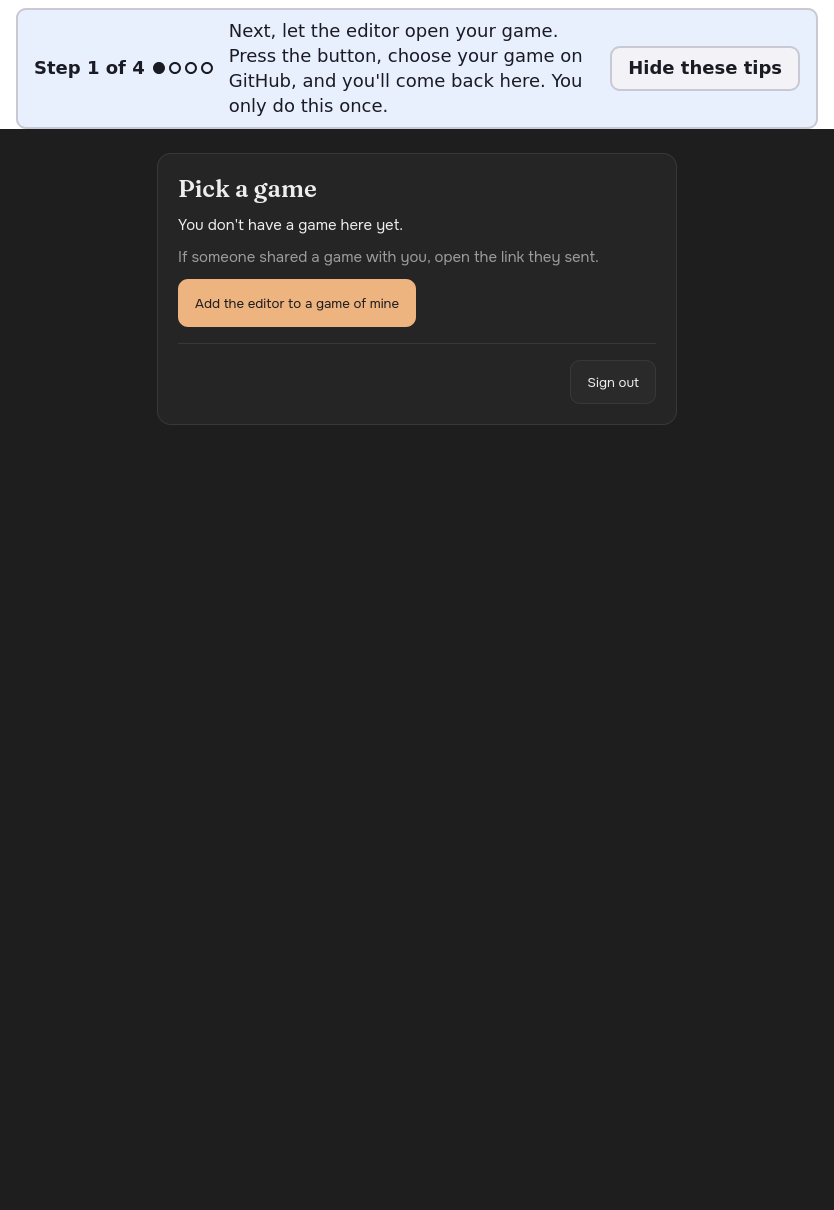 Step 1 of 4
Next, let the editor open your game.
Press the button, choose your game on
GitHub, and you'll come back here. You
only do this once.
Hide these tips
Pick a game
You don't have a game here yet.
If someone shared a game with you, open the link they sent.
Add the editor to a game of mine
Sign out